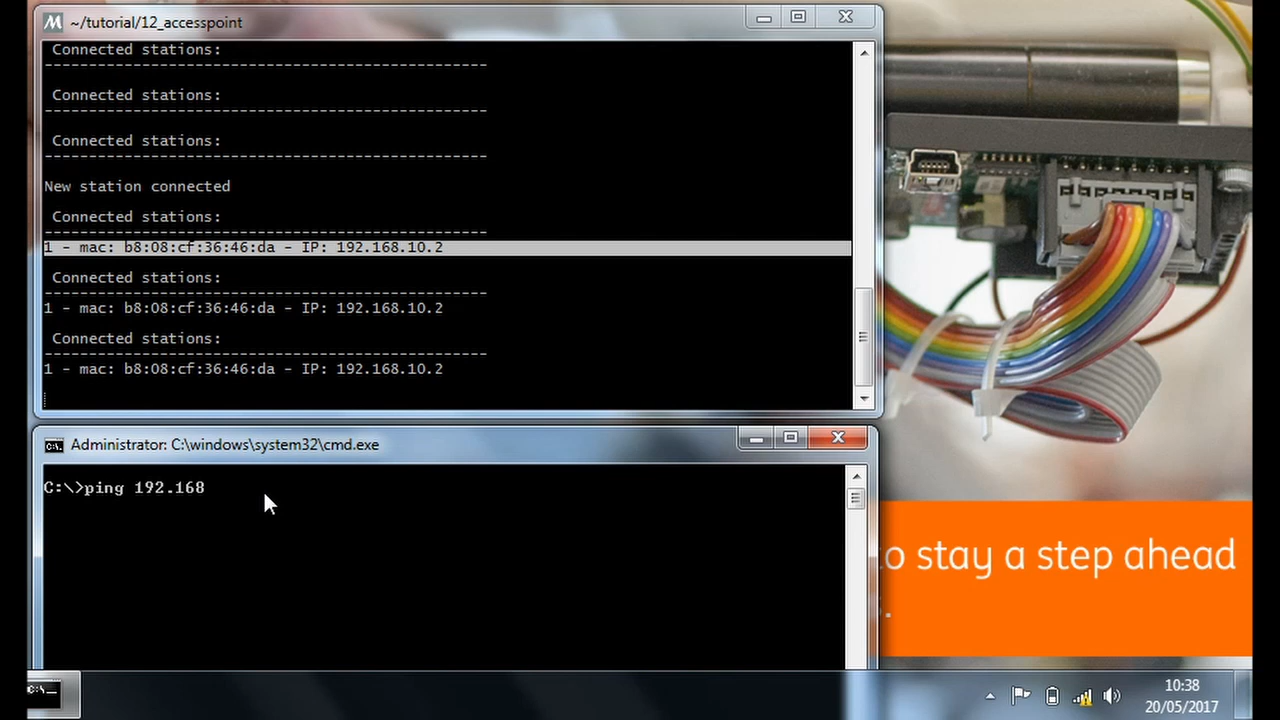 ~/tutorial/12_accesspoint
Connected stations:
--------------------------------------------------
Connected stations:
--------------------------------------------------
Connected stations:
--------------------------------------------------
New station connected
Connected stations:
--------------------------------------------------
1 - mac: b8:08:cf:36:46:da - IP: 192.168.10.2
Connected stations:
--------------------------------------------------
1 - mac: b8:08:cf:36:46:da - IP: 192.168.10.2
Connected stations:
--------------------------------------------------
1 - mac: b8:08:cf:36:46:da - IP: 192.168.10.2
Administrator: C:\windows\system32\cmd.exe
C:\>ping 192.168
to stay a step ahead
10:38
20/05/2017